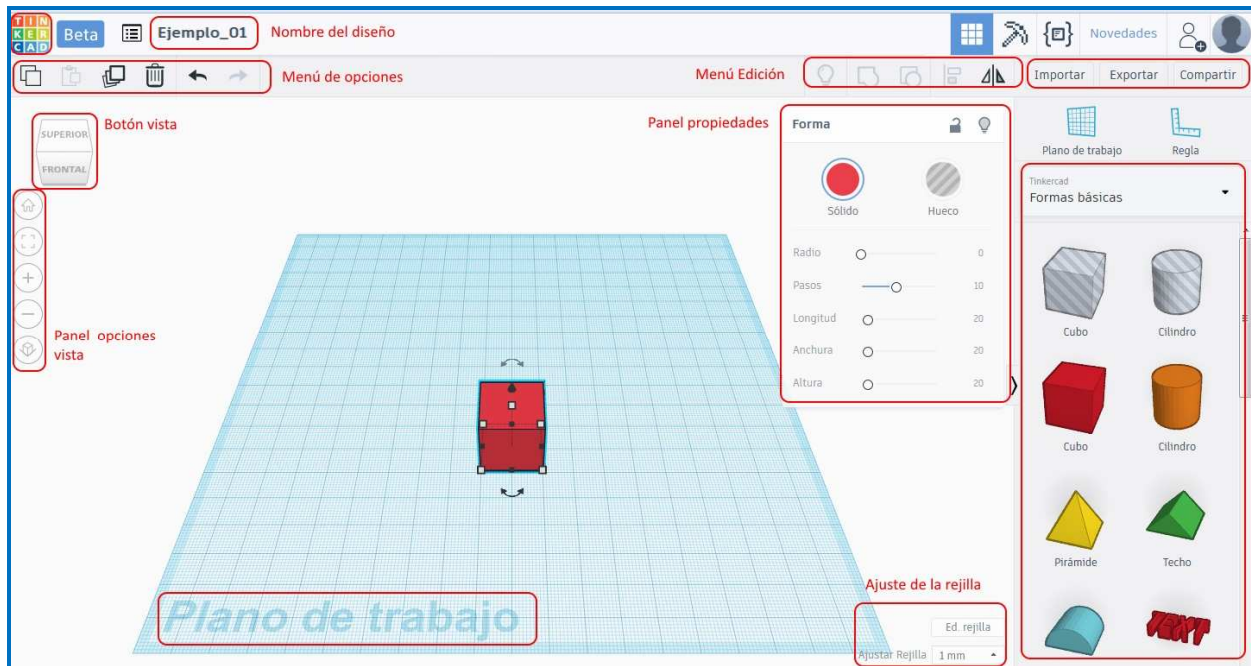 TIN
KER
CAD
Beta
Ejemplo_01
Nombre del diseño
Novedades
Menú de opciones
Menú Edición
Importar
Exportar
Compartir
SUPERIOR
FRONTAL
Botón vista
Panel propiedades
Forma
Sólido
Hueco
Radio
0
Pasos
10
Longitud
20
Anchura
20
Altura
20
Plano de trabajo
Regla
Tinkercad
Formas básicas
Cubo
Cilindro
Cubo
Cilindro
Pirámide
Techo
TEXT
Panel opciones
vista
Plano de trabajo
Ajuste de la rejilla
Ed. rejilla
Ajustar Rejilla
1 mm